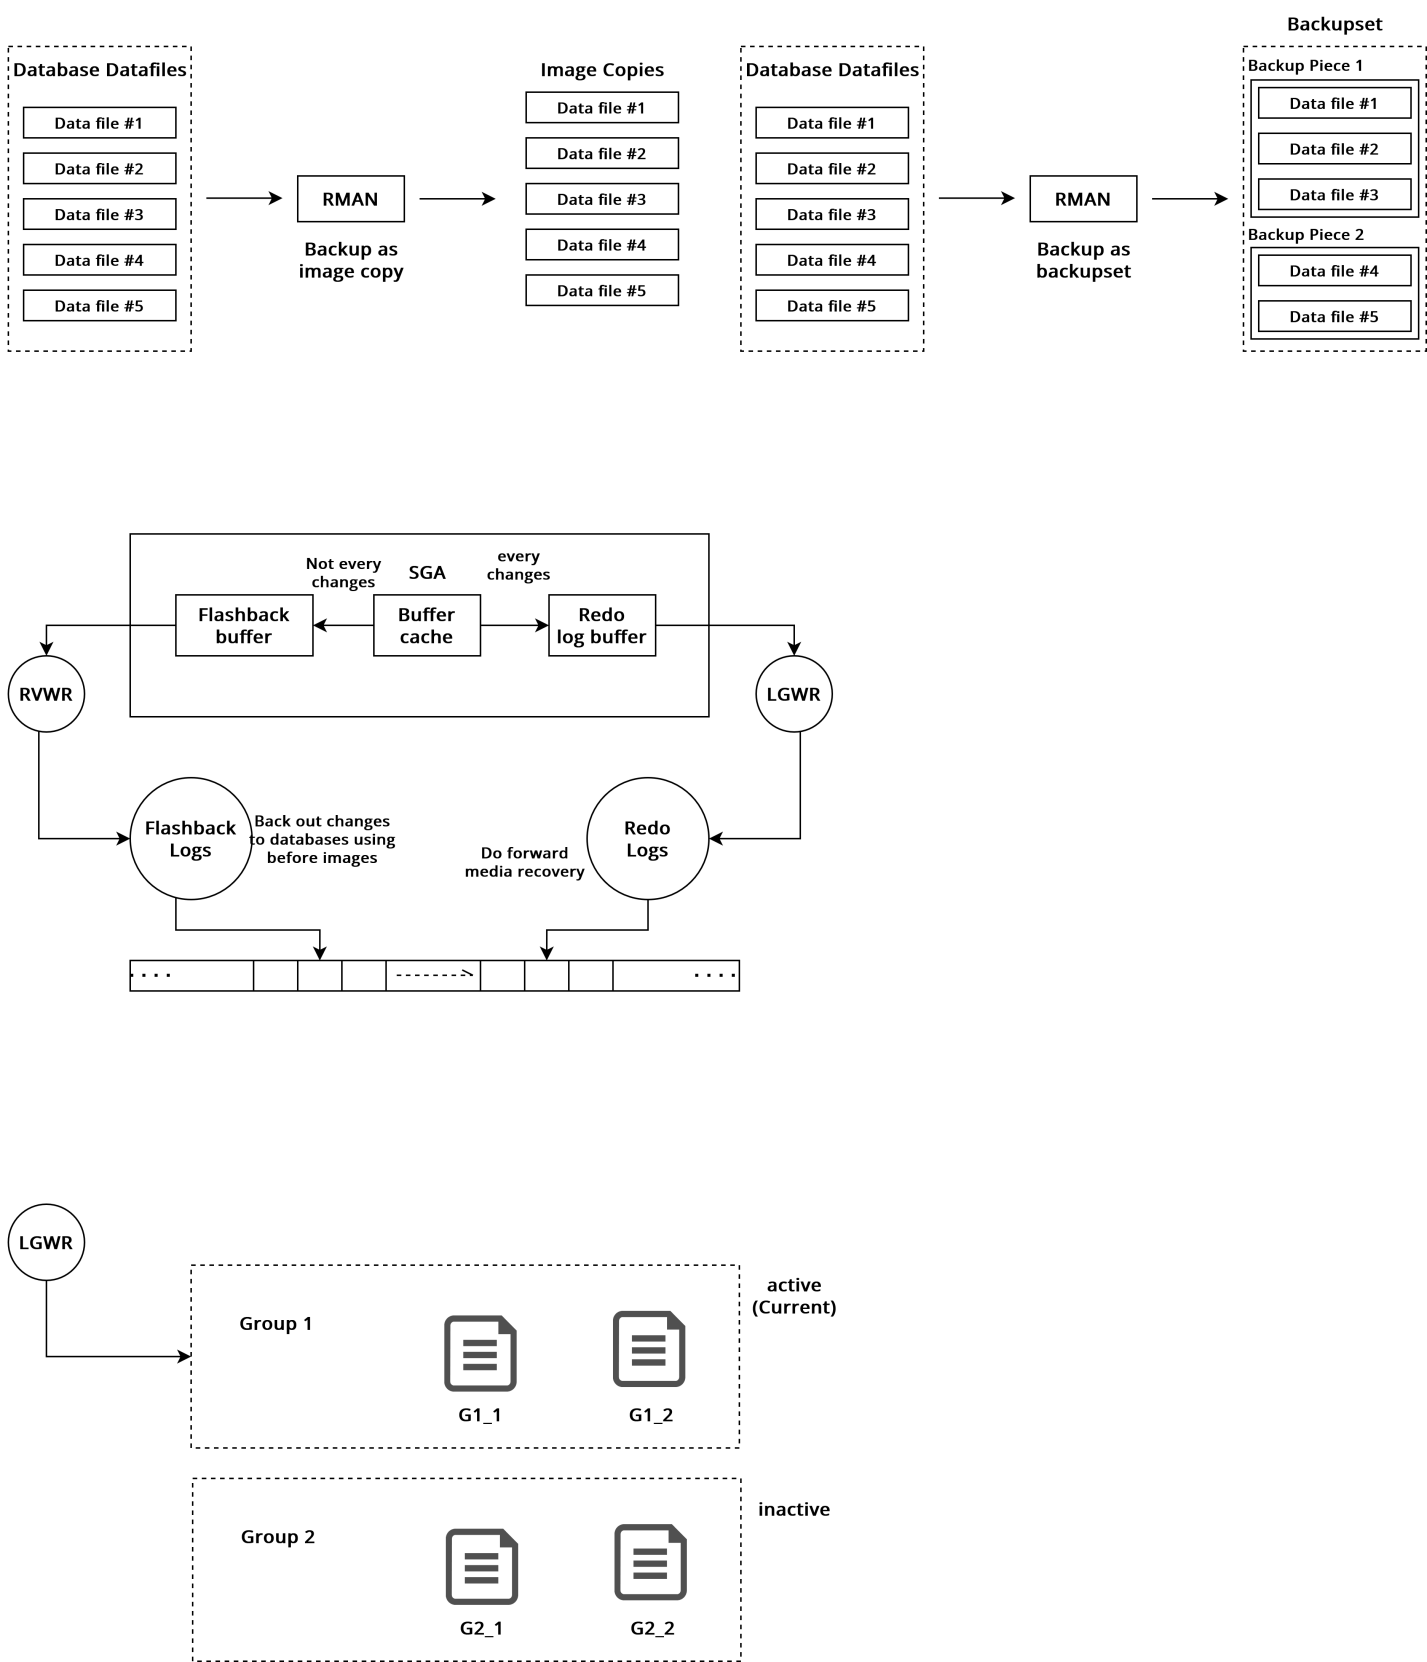 Database Datafiles
Data file #1
Data file #2
Data file #3
Data file #4
Data file #5
RMAN
Backup as
image copy
Image Copies
Data file #1
Data file #2
Data file #3
Data file #4
Data file #5
Database Datafiles
Data file #1
Data file #2
Data file #3
Data file #4
Data file #5
RMAN
Backup as
backupset
Backupset
Backup Piece 1
Data file #1
Data file #2
Data file #3
Backup Piece 2
Data file #4
Data file #5
Not every
changes
SGA
every
changes
Flashback
buffer
Buffer
cache
Redo
log buffer
RVWR
LGWR
Flashback
Logs
Back out changes
to databases using
before images
Do forward
media recovery
Redo
Logs
LGWR
Group 1
G1_1
G1_2
active
(Current)
Group 2
G2_1
G2_2
inactive